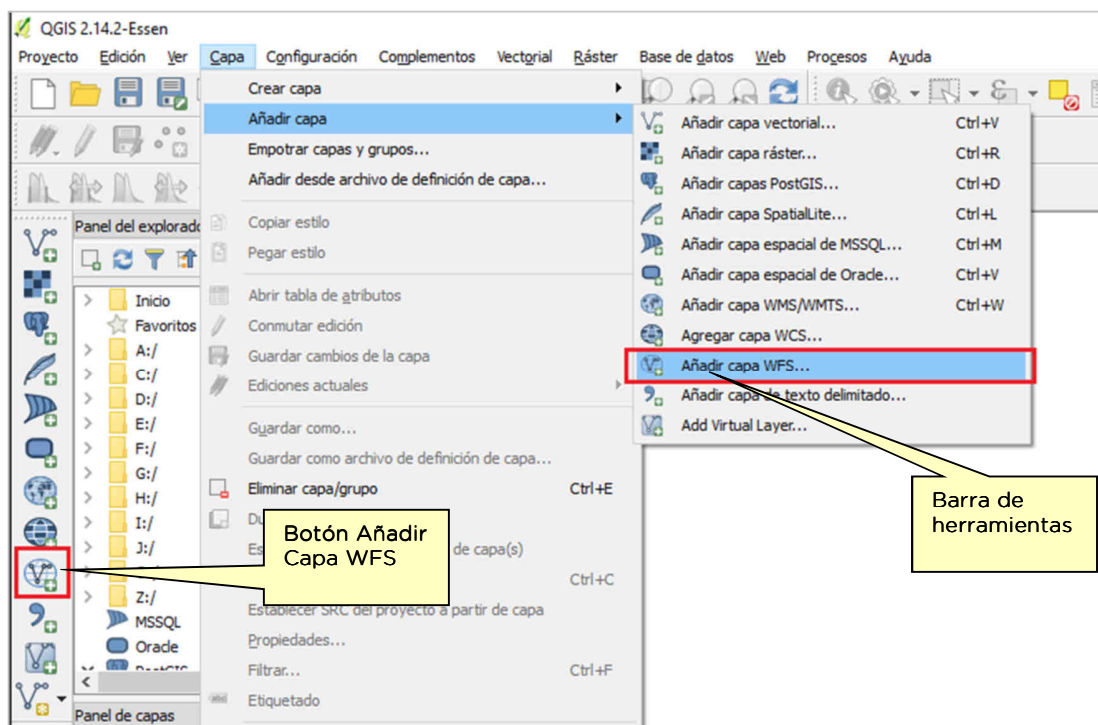 QGIS 2.14.2-Essen
Proyecto Edición Ver Capa Configuración Complementos Vectorial Ráster Base de datos Web Procesos Ayuda
Crear capa
Añadir capa
Empotrar capas y grupos...
Añadir desde archivo de definición de capa...
Copiar estilo
Pegar estilo
Abrir tabla de atributos
Conmutar edición
Guardar cambios de la capa
Ediciones actuales
Guardar como...
Guardar como archivo de definición de capa...
Eliminar capa/grupo Ctrl+E
de capa(s)
Ctrl+C
Establecer SRC del proyecto a partir de capa
Propiedades...
Filtrar... Ctrl+F
Etiquetado
Añadir capa vectorial... Ctrl+V
Añadir capa ráster... Ctrl+R
Añadir capas PostGIS... Ctrl+D
Añadir capa SpatialLite... Ctrl+L
Añadir capa espacial de MSSQL... Ctrl+M
Añadir capa espacial de Oracle... Ctrl+V
Añadir capa WMS/WMTS... Ctrl+W
Agregar capa WCS...
Añadir capa WFS...
Añadir capa de texto delimitado...
Add Virtual Layer...
Panel del explorado
Inicio
Favoritos
A:/
C:/
D:/
E:/
F:/
G:/
H:/
I:/
J:/
Z:/
MSSQL
Oracle
Panel de capas
Botón Añadir
Capa WFS
Barra de
herramientas